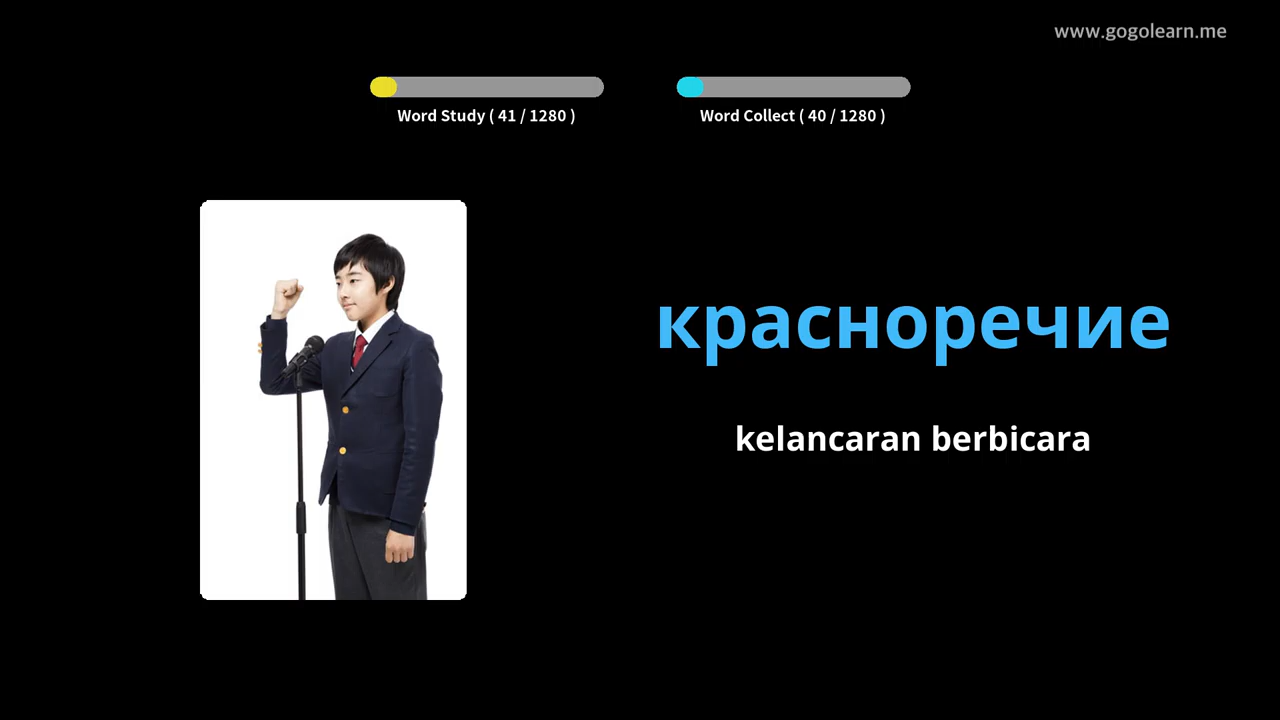 www.gogolearn.me
Word Study ( 41 / 1280 )
Word Collect ( 40 / 1280 )
красноречие
kelancaran berbicara